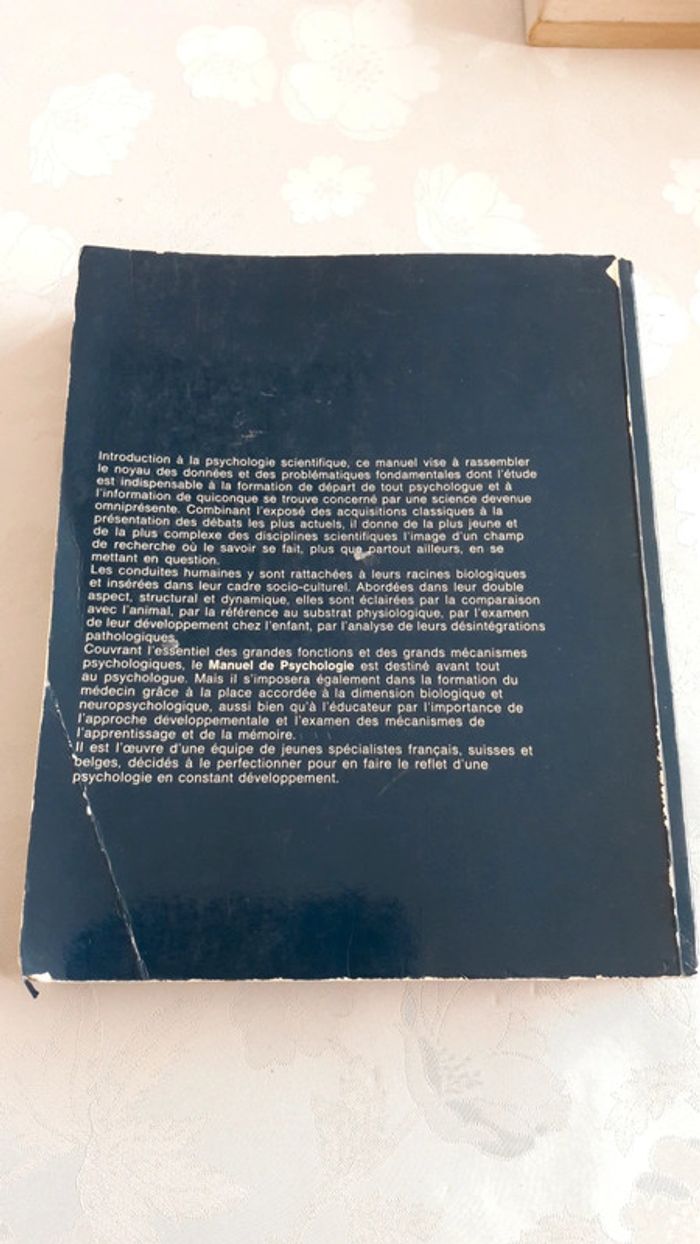 Introduction à la psychologie scientifique, ce manuel vise à rassembler
le noyau des données et des problématiques fondamentales dont l'étude
est indispensable à la formation de départ de tout psychologue et à
l'information de quiconque se trouve concerné par une science devenue
omniprésente. Combinant l'exposé des acquisitions classiques à la
présentation des débats les plus actuels, il donne de la plus jeune et
de la plus complexe des disciplines scientifiques l'image d'un champ
de recherche où le savoir se fait, plus que partout ailleurs, en se
mettant en question.
Les conduites humaines y sont rattachées à leurs racines biologiques
et insérées dans leur cadre socio-culturel. Abordées dans leur double
aspect, structural et dynamique, elles sont éclairées par la comparaison
avec l'animal, par la référence au substrat physiologique, par l'examen
de leur développement chez l'enfant, par l'analyse de leurs désintégrations
pathologiques.
Couvrant l'essentiel des grandes fonctions et des grands mécanismes
psychologiques, le Manuel de Psychologie est destiné avant tout
au psychologue. Mais il s'imposera également dans la formation du
médecin grâce à la place accordée à la dimension biologique et
neuropsychologique, aussi bien qu'à l'éducateur par l'importance de
l'approche développementale et l'examen des mécanismes de
l'apprentissage et de la mémoire.
Il est l'œuvre d'une équipe de jeunes spécialistes français, suisses et
belges, décidés à le perfectionner pour en faire le reflet d'une
psychologie en constant développement.